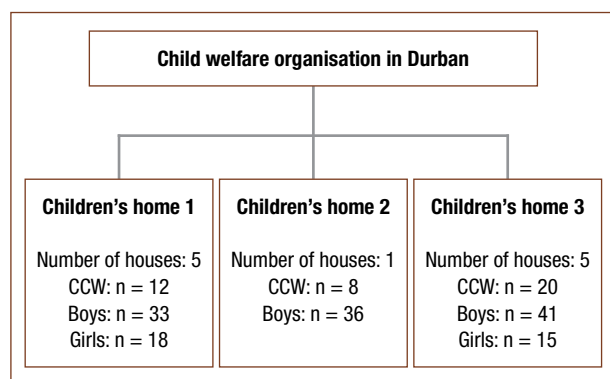 Child welfare organisation in Durban
Children's home 1
Number of houses: 5
CCW: n = 12
Boys: n = 33
Girls: n = 18
Children's home 2
Number of houses: 1
CCW: n = 8
Boys: n = 36
Children's home 3
Number of houses: 5
CCW: n = 20
Boys: n = 41
Girls: n = 15